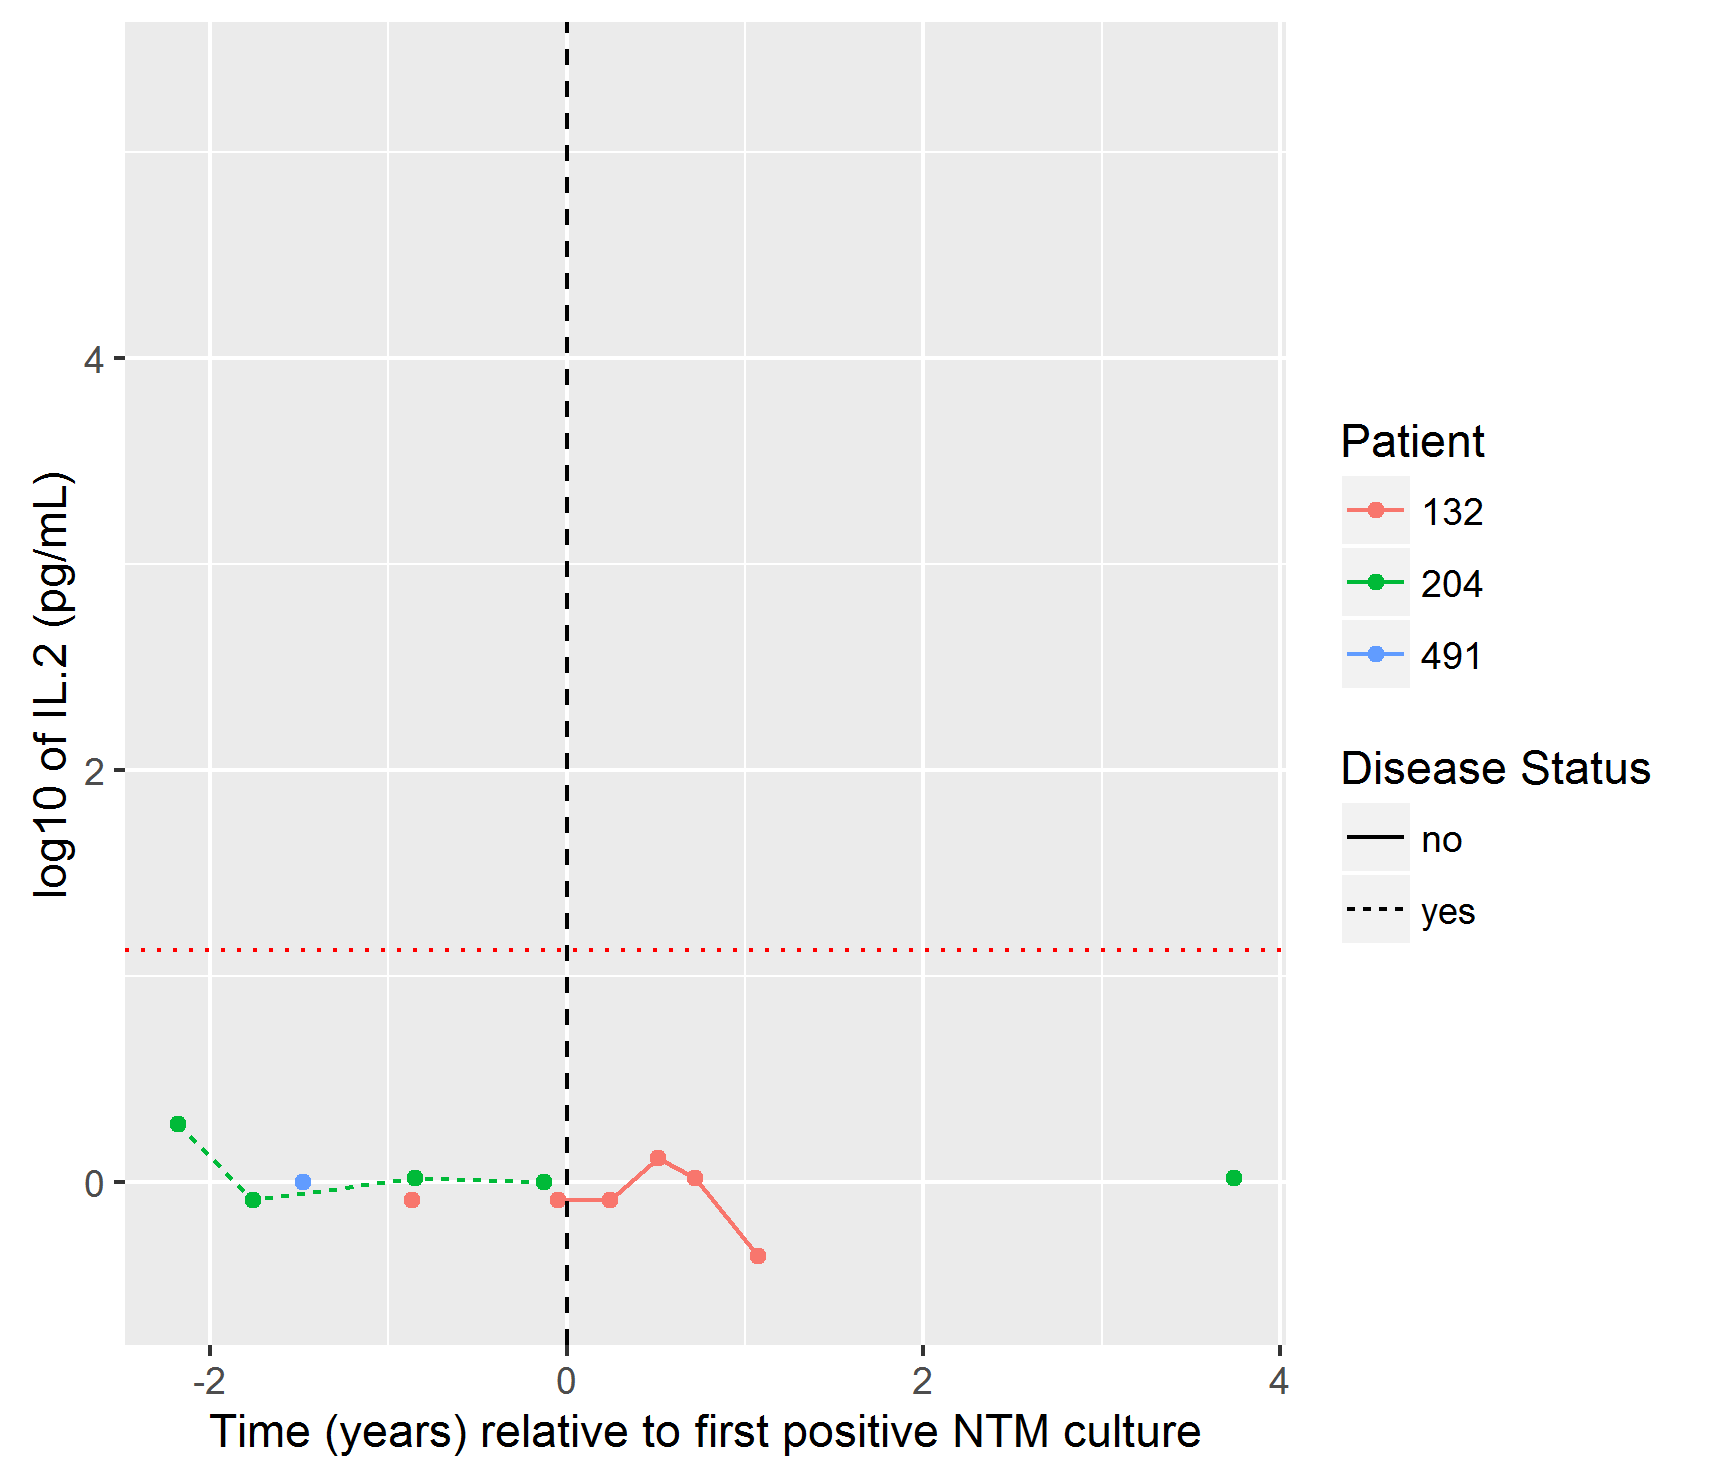 log10 of IL.2 (pg/mL)
4
2
0
-2
0
2
4
Time (years) relative to first positive NTM culture
Patient
132
204
491
Disease Status
no
yes